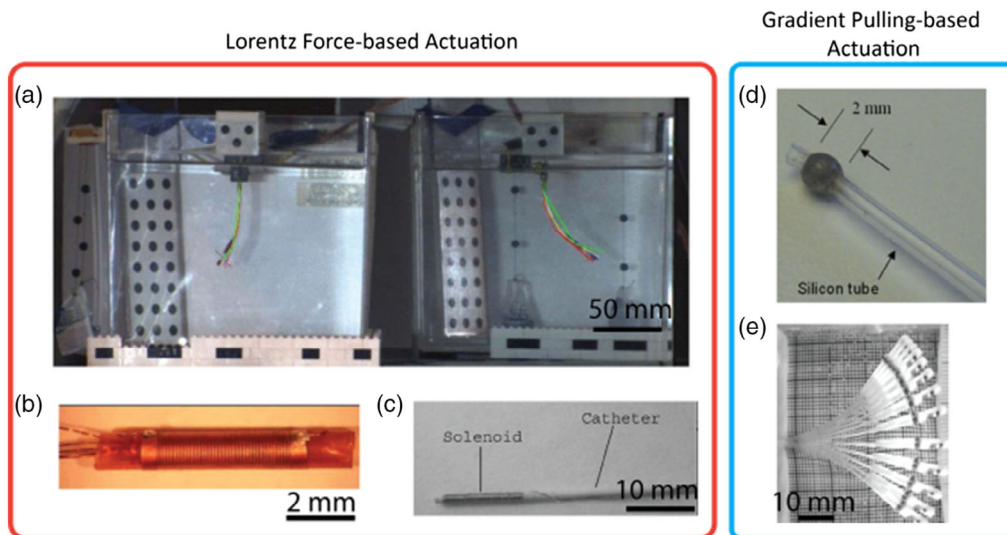 Lorentz Force-based Actuation
Gradient Pulling-based
Actuation
(a)
50 mm
(b)
2 mm
(c)
Solenoid
Catheter
10 mm
(d)
2 mm
Silicon tube
(e)
10 mm